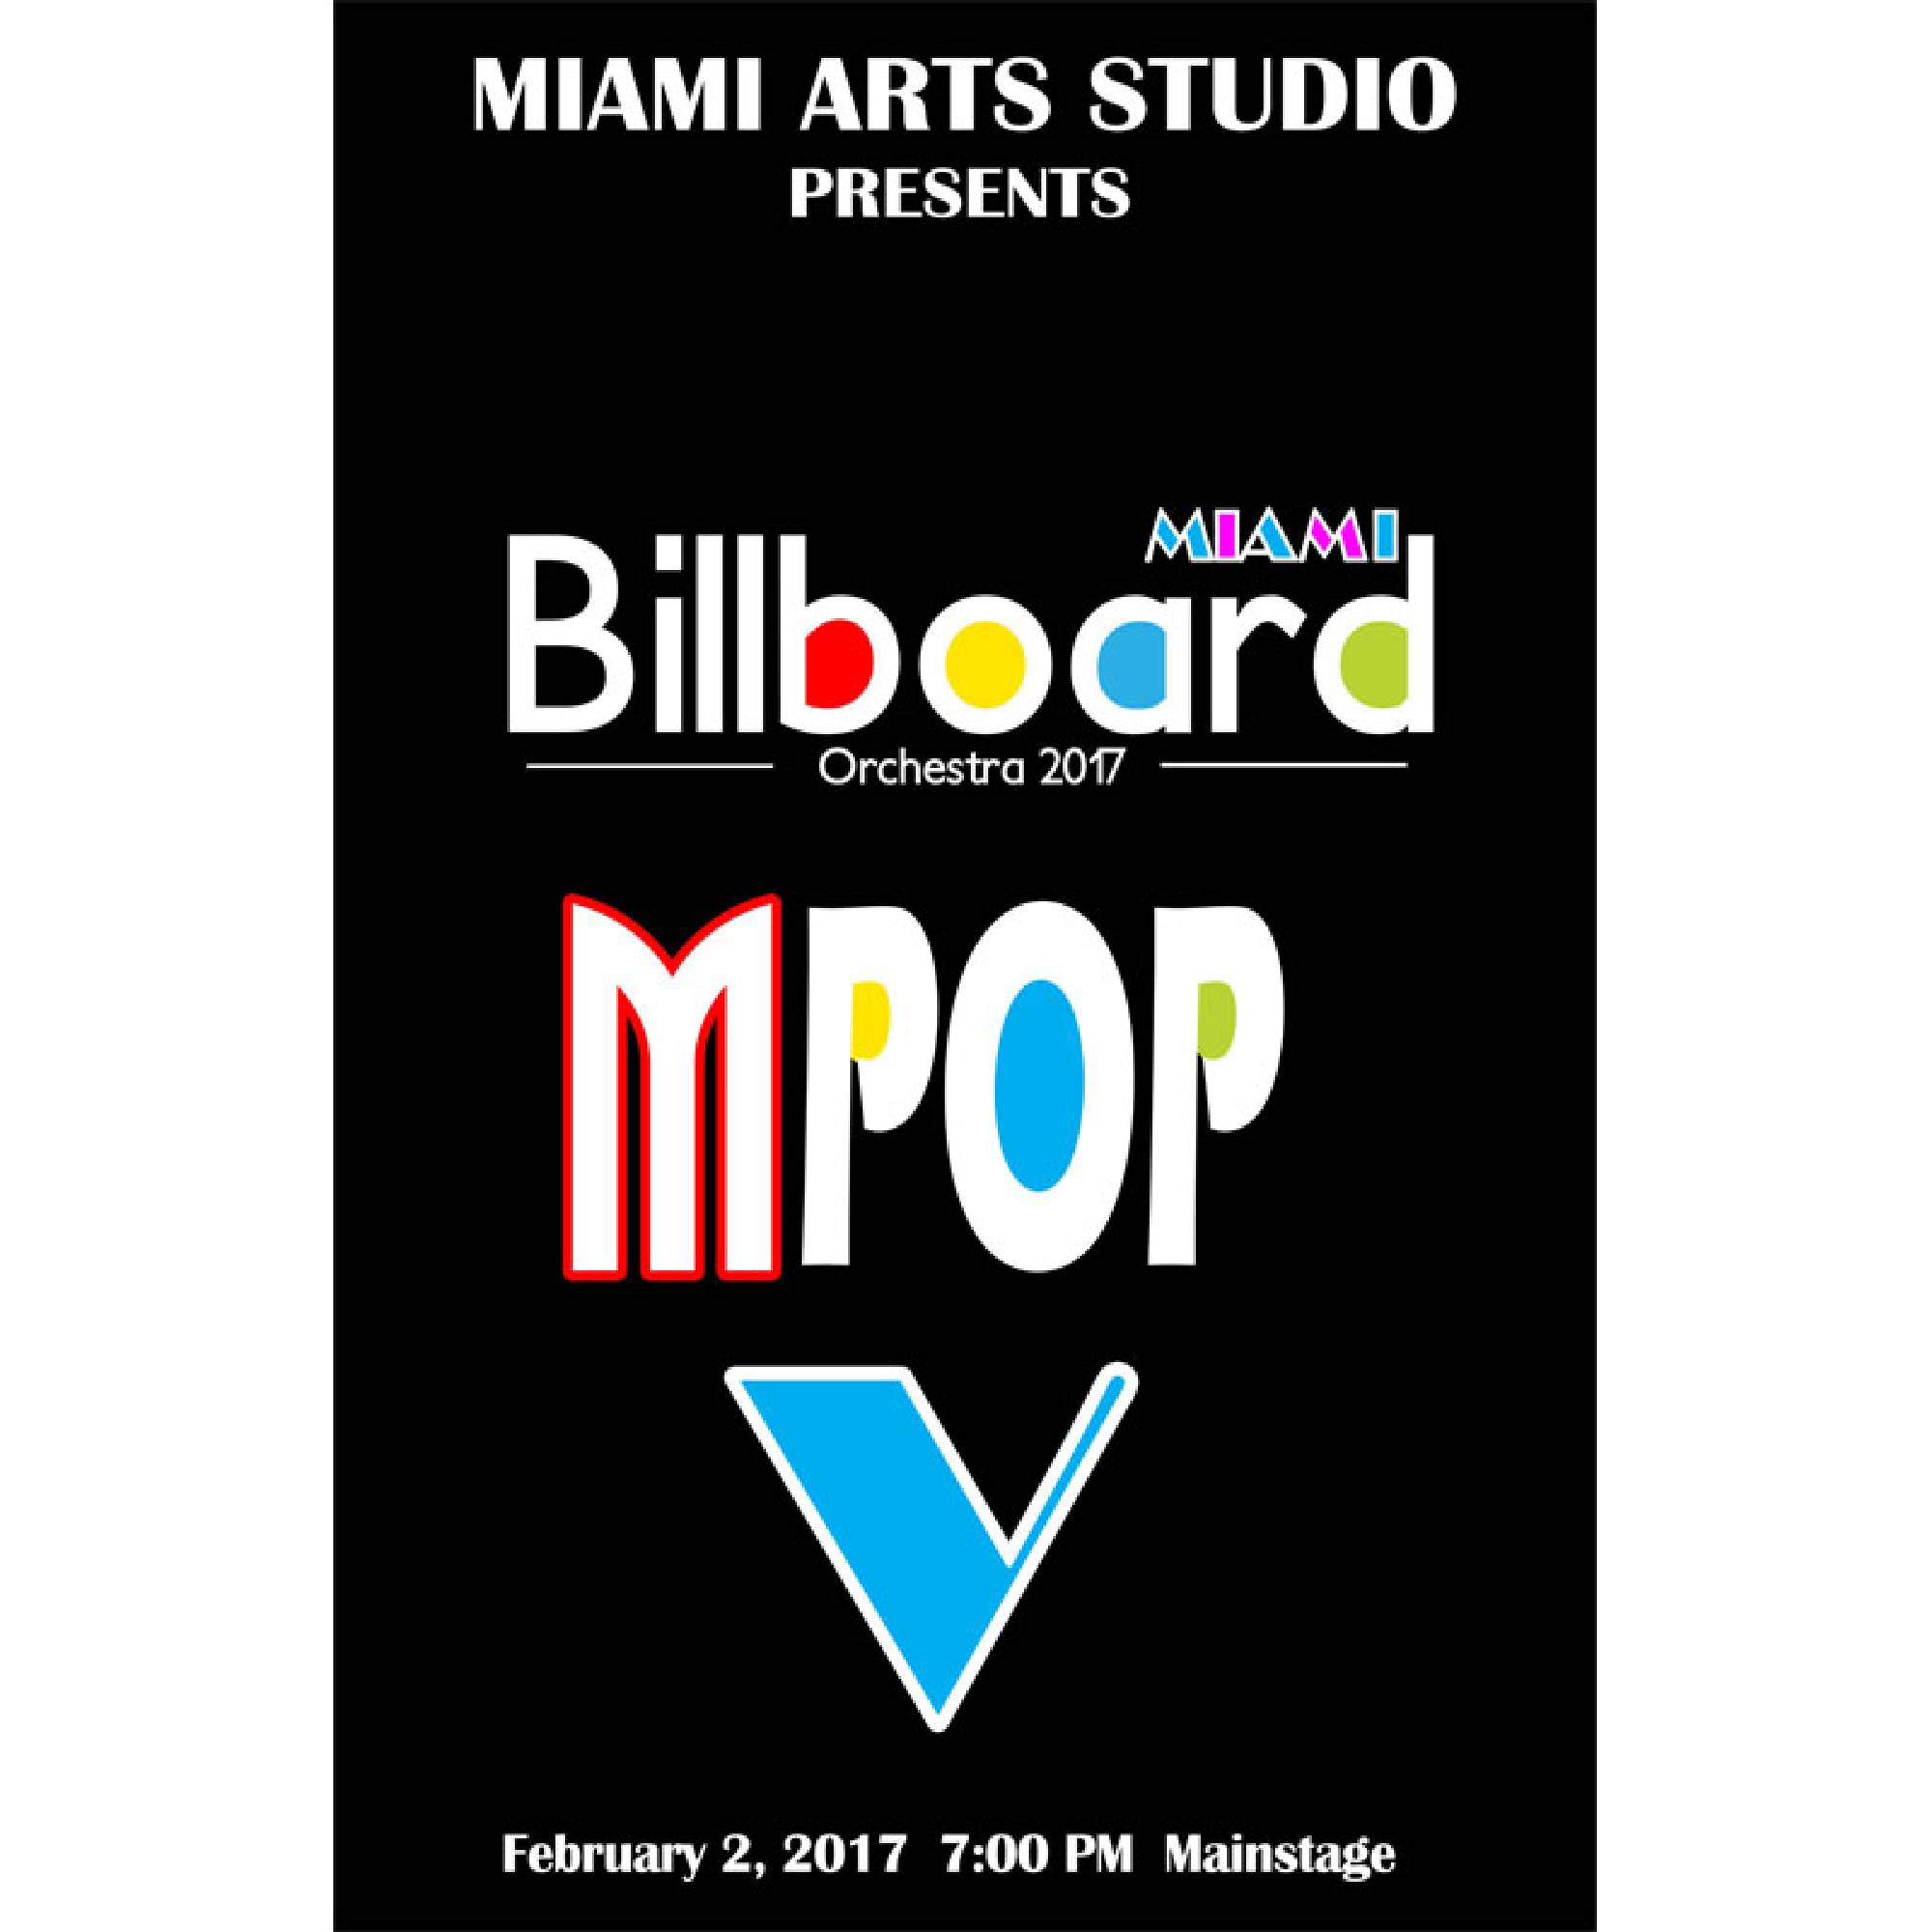 MIAMI ARTS STUDIO
PRESENTS
MIAMI
Billboard
Orchestra 2017
MPOP
V
February 2, 2017 7:00 PM Mainstage